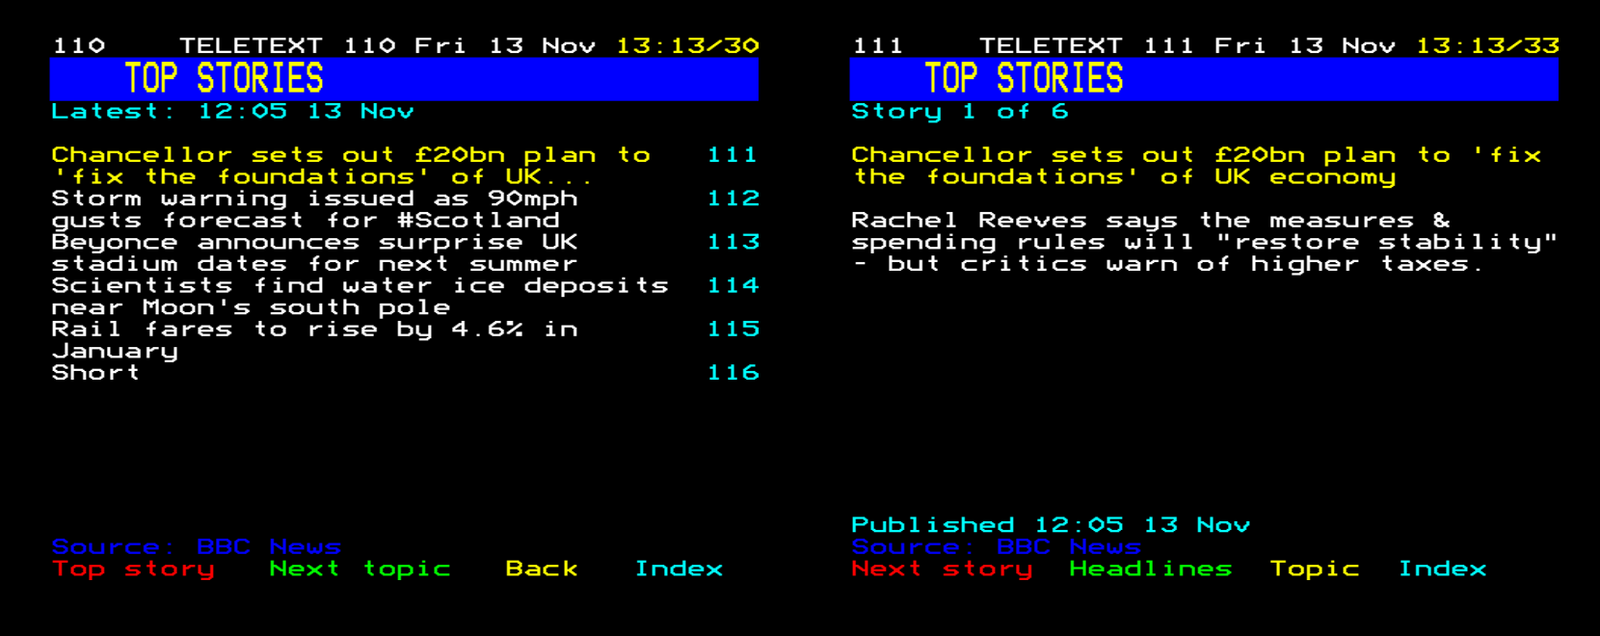 110 TELETEXT 110 Fri 13 Nov 13:13/30
TOP STORIES
Latest: 12:05 13 Nov
Chancellor sets out £20bn plan to 111
'fix the foundations' of UK...
Storm warning issued as 90mph 112
gusts forecast for #Scotland
Beyonce announces surprise UK 113
stadium dates for next summer
Scientists find water ice deposits 114
near Moon's south pole
Rail fares to rise by 4.6% in 115
January
Short 116
Source: BBC News
Top story Next topic Back Index
111 TELETEXT 111 Fri 13 Nov 13:13/33
TOP STORIES
Story 1 of 6
Chancellor sets out £20bn plan to 'fix
the foundations' of UK economy
Rachel Reeves says the measures &
spending rules will "restore stability"
- but critics warn of higher taxes.
Published 12:05 13 Nov
Source: BBC News
Next story Headlines Topic Index